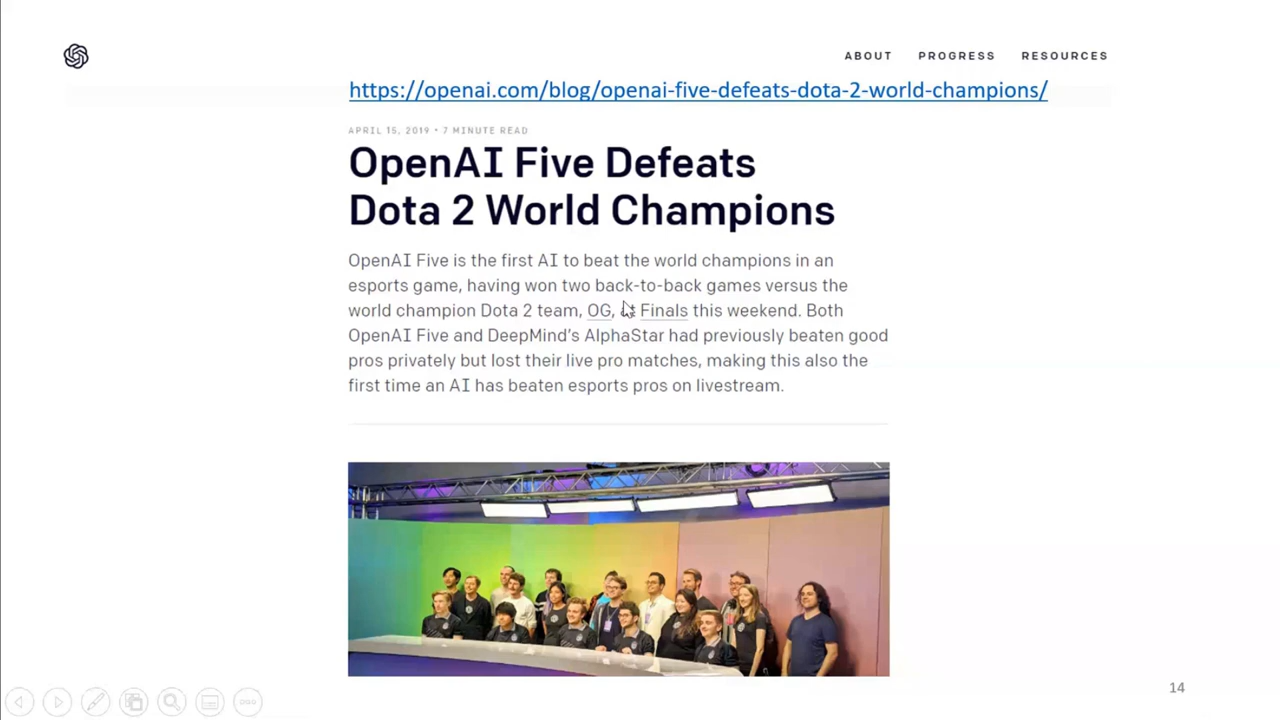 ABOUT PROGRESS RESOURCES
https://openai.com/blog/openai-five-defeats-dota-2-world-champions/
APRIL 15, 2019 • 7 MINUTE READ
OpenAI Five Defeats
Dota 2 World Champions
OpenAI Five is the first AI to beat the world champions in an
esports game, having won two back-to-back games versus the
world champion Dota 2 team, OG, Finals this weekend. Both
OpenAI Five and DeepMind's AlphaStar had previously beaten good
pros privately but lost their live pro matches, making this also the
first time an AI has beaten esports pros on livestream.
14